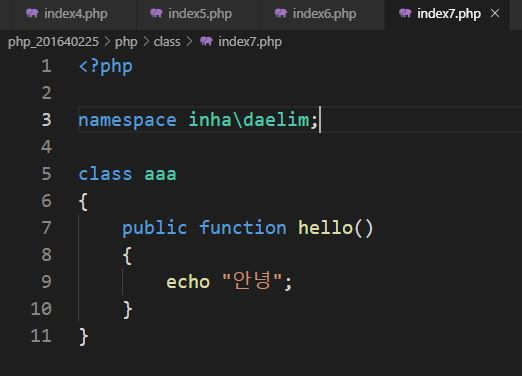 index4.php index5.php index6.php index7.php ×
php_201640225 > php > class > index7.php
1 <?php
2
3 namespace inha\daelim;
4
5 class aaa
6 {
7 public function hello()
8 {
9 echo "안녕";
10 }
11 }